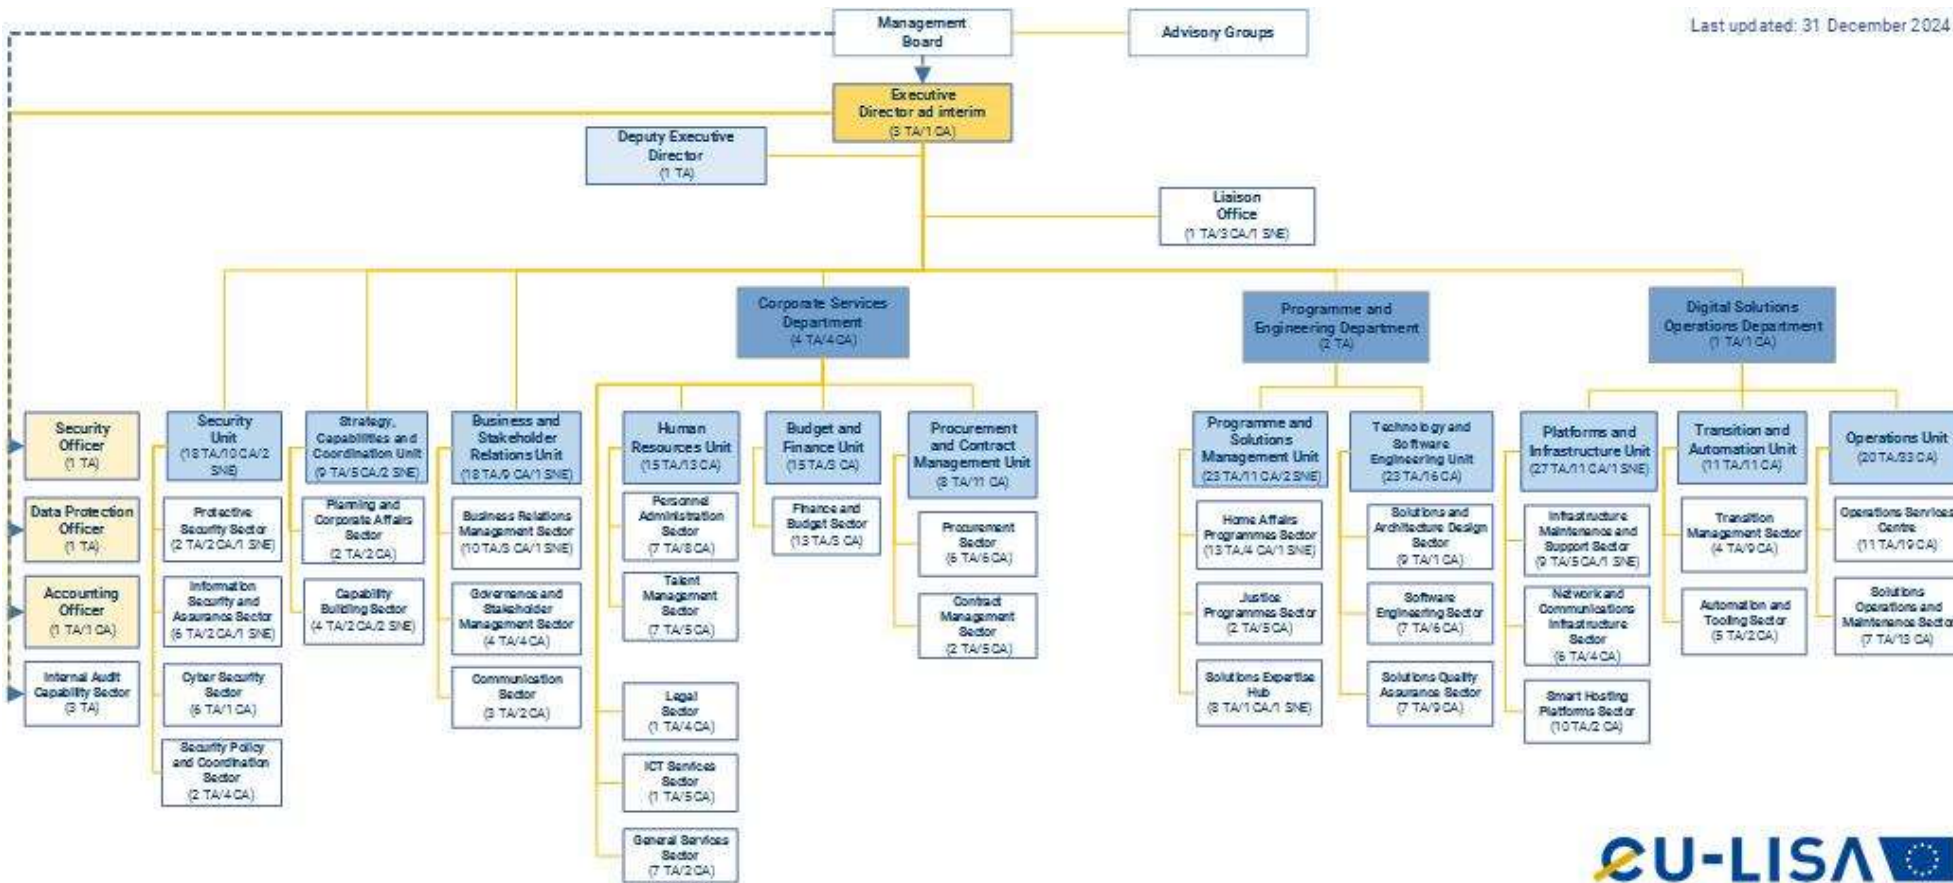 Management
Board
Advisory Groups
Last updated: 31 December 2024
Executive
Director ad interim
(3 TA/1 CA)
Deputy Executive
Director
(1 TA)
Liaison
Office
(1 TA/3 CA/1 SNE)
Corporate Services
Department
(4 TA/4 CA)
Programme and
Engineering Department
(2 TA)
Digital Solutions
Operations Department
(1 TA/1 CA)
Security
Officer
(1 TA)
Data Protection
Officer
(1 TA)
Accounting
Officer
(1 TA/1 CA)
Internal Audit
Capability Sector
(3 TA)
Security
Unit
(18 TA/10 CA/2
SNE)
Protective
Security Sector
(2 TA/2 CA/1 SNE)
Information
Security and
Assurance Sector
(6 TA/2 CA/1 SNE)
Cyber Security
Sector
(6 TA/1 CA)
Security Policy
and Coordination
Sector
(2 TA/4 CA)
Strategy,
Capabilities and
Coordination Unit
(9 TA/5 CA/2 SNE)
Planning and
Corporate Affairs
Sector
(2 TA/2 CA)
Capability
Building Sector
(4 TA/2 CA/2 SNE)
Business and
Stakeholder
Relations Unit
(18 TA/9 CA/1 SNE)
Business Relations
Management Sector
(10 TA/3 CA/1 SNE)
Governance and
Stakeholder
Management Sector
(4 TA/4 CA)
Communication
Sector
(3 TA/2 CA)
Human
Resources Unit
(15 TA/13 CA)
Personnel
Administration
Sector
(7 TA/8 CA)
Talent
Management
Sector
(7 TA/5 CA)
Legal
Sector
(1 TA/4 CA)
ICT Services
Sector
(1 TA/5 CA)
General Services
Sector
(7 TA/2 CA)
Budget and
Finance Unit
(15 TA/3 CA)
Finance and
Budget Sector
(13 TA/3 CA)
Procurement
and Contract
Management Unit
(8 TA/11 CA)
Procurement
Sector
(6 TA/6 CA)
Contract
Management
Sector
(2 TA/5 CA)
Programme and
Solutions
Management Unit
(23 TA/11 CA/2 SNE)
Home Affairs
Programmes Sector
(13 TA/4 CA/1 SNE)
Justice
Programmes Sector
(2 TA/5 CA)
Solutions Expertise
Hub
(8 TA/1 CA/1 SNE)
Technology and
Software
Engineering Unit
(23 TA/16 CA)
Solutions and
Architecture Design
Sector
(9 TA/1 CA)
Software
Engineering Sector
(7 TA/6 CA)
Solutions Quality
Assurance Sector
(7 TA/9 CA)
Platforms and
Infrastructure Unit
(27 TA/11 CA/1 SNE)
Infrastructure
Maintenence and
Support Sector
(9 TA/5 CA/1 SNE)
Network and
Communications
Infrastructure
Sector
(6 TA/4 CA)
Smart Hosting
Platforms Sector
(10 TA/2 CA)
Transition and
Automation Unit
(11 TA/11 CA)
Transition
Management Sector
(4 TA/9 CA)
Automation and
Tooling Sector
(5 TA/2 CA)
Operations Unit
(20 TA/33 CA)
Operations Services
Centre
(11 TA/19 CA)
Solutions
Operations and
Maintenance Sector
(7 TA/13 CA)
EU-LISA